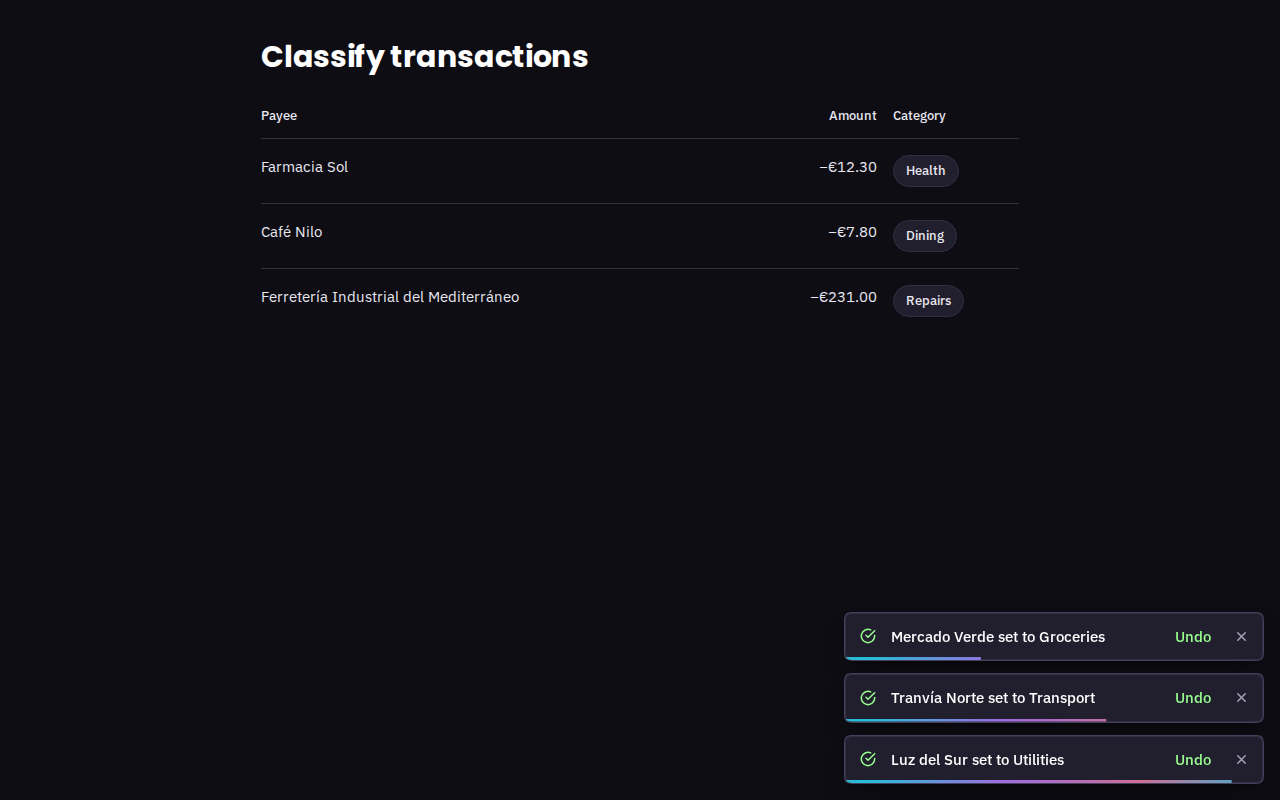 Classify transactions
Payee Amount Category
Farmacia Sol −€12.30 Health
Café Nilo −€7.80 Dining
Ferretería Industrial del Mediterráneo −€231.00 Repairs
Mercado Verde set to Groceries Undo
Tranvía Norte set to Transport Undo
Luz del Sur set to Utilities Undo